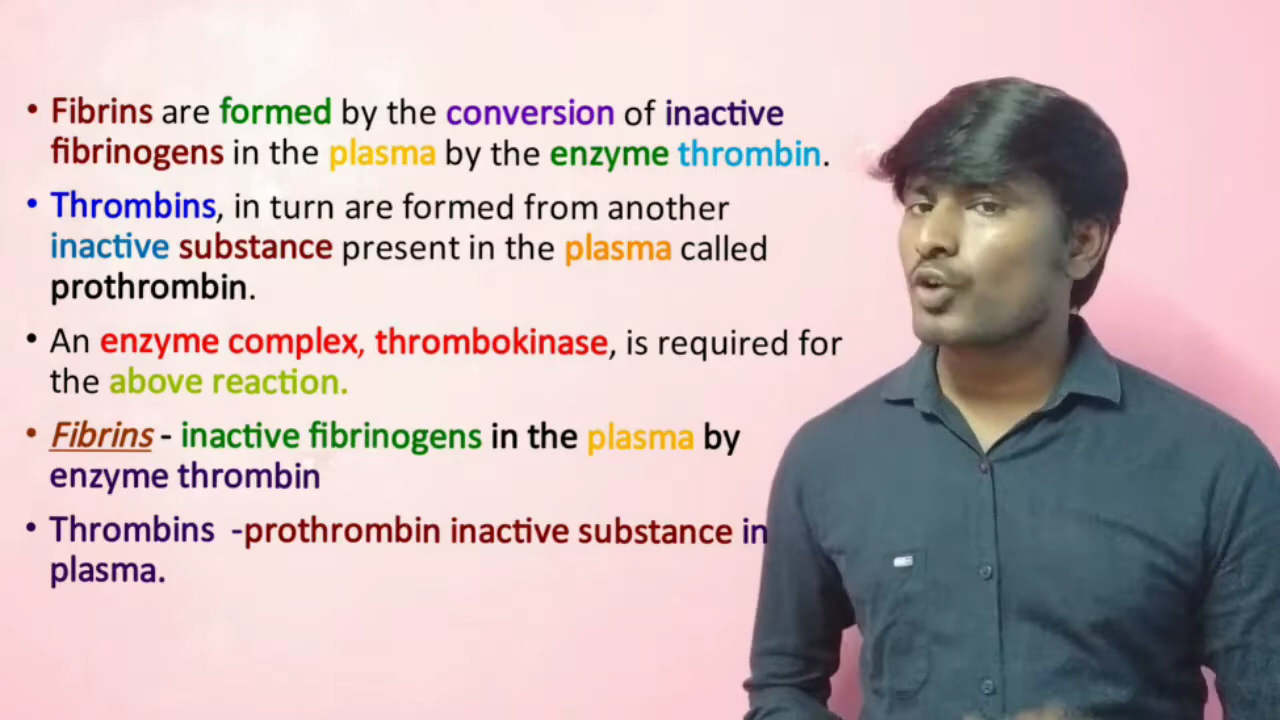 • Fibrins are formed by the conversion of inactive
fibrinogens in the plasma by the enzyme thrombin.
• Thrombins, in turn are formed from another
inactive substance present in the plasma called
prothrombin.
• An enzyme complex, thrombokinase, is required for
the above reaction.
• Fibrins - inactive fibrinogens in the plasma by
enzyme thrombin
• Thrombins -prothrombin inactive substance in
plasma.